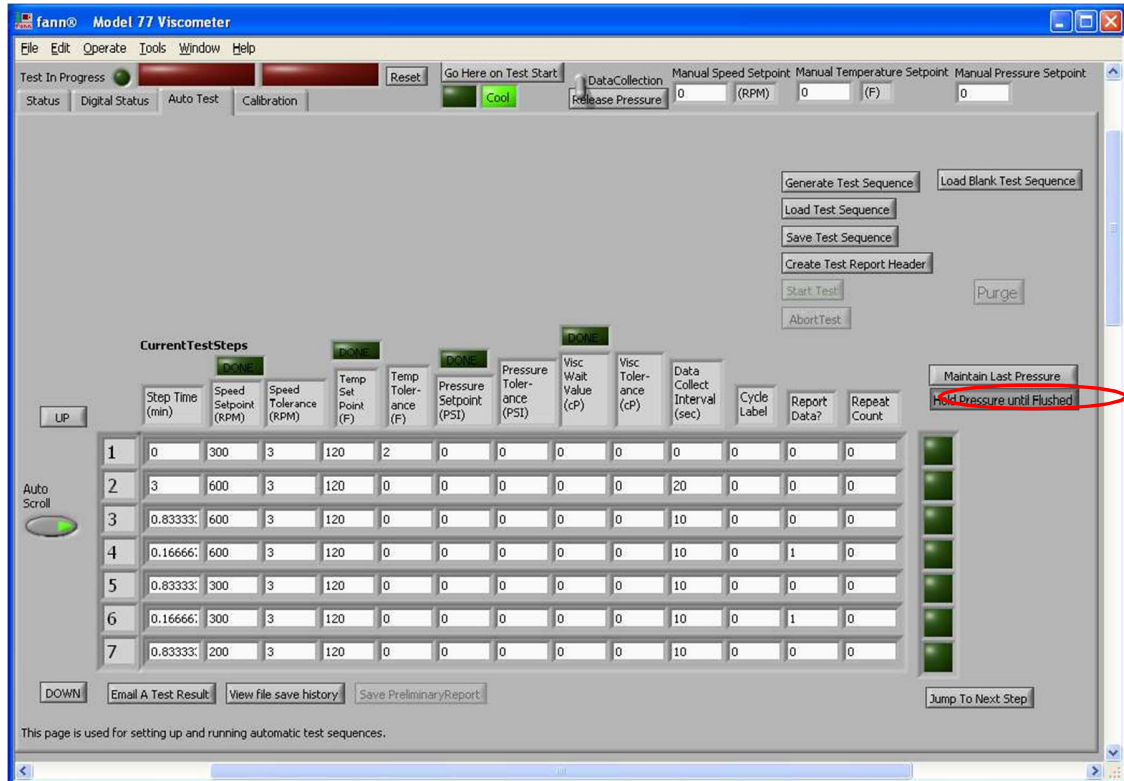 fann® Model 77 Viscometer
File Edit Operate Tools Window Help
Test In Progress
Reset
Go Here on Test Start
Cool
DataCollection
Release Pressure
Manual Speed Setpoint
0 (RPM)
Manual Temperature Setpoint
0 (F)
Manual Pressure Setpoint
0
Status Digital Status Auto Test Calibration
Generate Test Sequence Load Blank Test Sequence
Load Test Sequence
Save Test Sequence
Create Test Report Header
Start Test Purge
AbortTest
CurrentTestSteps
DONE DONE DONE DONE
Step Time (min)
Speed Setpoint (RPM)
Speed Tolerance (RPM)
Temp Set Point (F)
Temp Toler-ance (F)
Pressure Setpoint (PSI)
Pressure Toler-ance (PSI)
Visc Wait Value (cP)
Visc Toler-ance (cP)
Data Collect Interval (sec)
Cycle Label
Report Data?
Repeat Count
Maintain Last Pressure
Hold Pressure until Flushed
UP
Auto Scroll
1 0 300 3 120 2 0 0 0 0 0 0 0 0
2 3 600 3 120 0 0 0 0 0 20 0 0 0
3 0.83333 600 3 120 0 0 0 0 0 10 0 0 0
4 0.16666 600 3 120 0 0 0 0 0 10 0 1 0
5 0.83333 300 3 120 0 0 0 0 0 10 0 0 0
6 0.16666 300 3 120 0 0 0 0 0 10 0 1 0
7 0.83333 200 3 120 0 0 0 0 0 10 0 0 0
DOWN Email A Test Result View file save history Save PreliminaryReport Jump To Next Step
This page is used for setting up and running automatic test sequences.